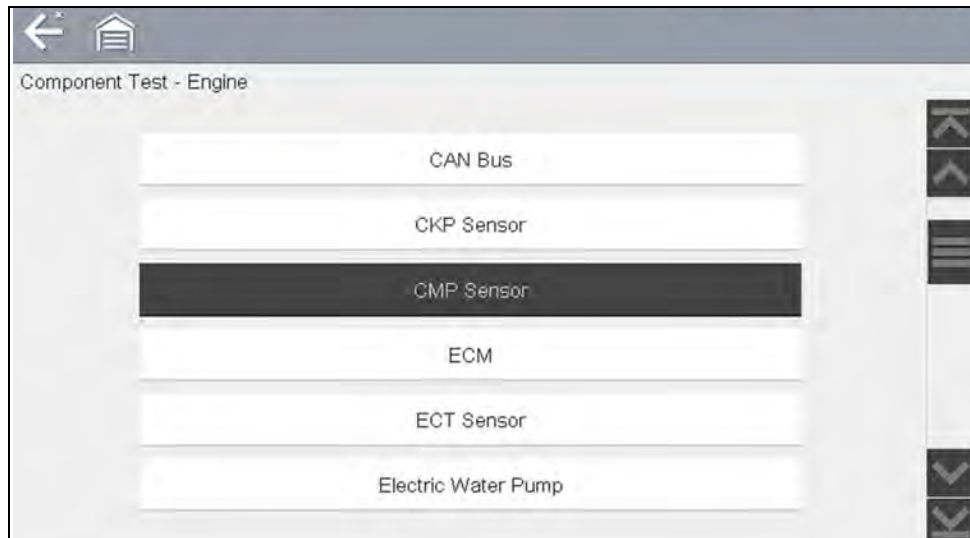 Component Test - Engine
CAN Bus
CKP Sensor
CMP Sensor
ECM
ECT Sensor
Electric Water Pump